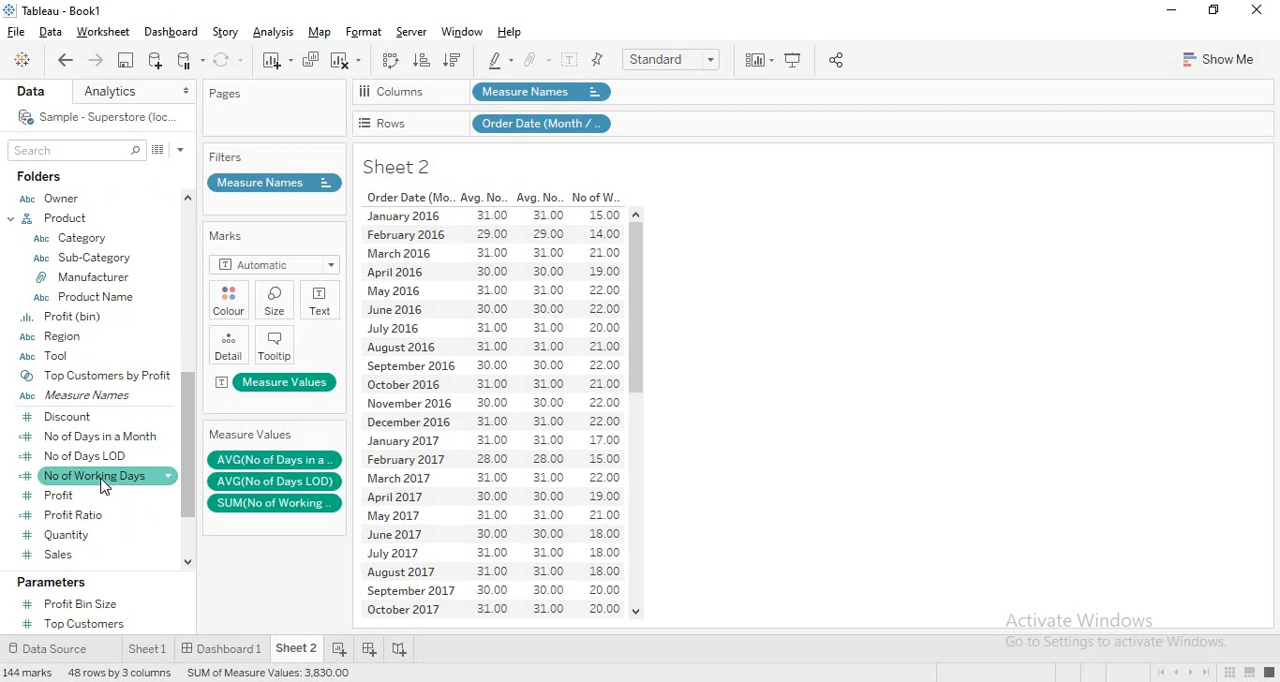 Tableau - Book1
File Data Worksheet Dashboard Story Analysis Map Format Server Window Help
Standard
Show Me
Data Analytics
Sample - Superstore (loc...
Search
Folders
Abc Owner
Product
Abc Category
Abc Sub-Category
Manufacturer
Abc Product Name
Profit (bin)
Abc Region
Abc Tool
Top Customers by Profit
Abc Measure Names
# Discount
=# No of Days in a Month
=# No of Days LOD
=# No of Working Days
# Profit
=# Profit Ratio
# Quantity
# Sales
Parameters
# Profit Bin Size
# Top Customers
Pages
Filters
Measure Names
Marks
T Automatic
Colour Size Text
Detail Tooltip
T Measure Values
Measure Values
AVG(No of Days in a ..
AVG(No of Days LOD)
SUM(No of Working ..
Columns Measure Names
Rows Order Date (Month / ..
Sheet 2
Order Date (Mo.. Avg. No.. Avg. No.. No of W..
January 2016 31.00 31.00 15.00
February 2016 29.00 29.00 14.00
March 2016 31.00 31.00 21.00
April 2016 30.00 30.00 19.00
May 2016 31.00 31.00 22.00
June 2016 30.00 30.00 22.00
July 2016 31.00 31.00 20.00
August 2016 31.00 31.00 21.00
September 2016 30.00 30.00 22.00
October 2016 31.00 31.00 21.00
November 2016 30.00 30.00 22.00
December 2016 31.00 31.00 22.00
January 2017 31.00 31.00 17.00
February 2017 28.00 28.00 15.00
March 2017 31.00 31.00 21.00
April 2017 30.00 30.00 19.00
May 2017 31.00 31.00 21.00
June 2017 30.00 30.00 18.00
July 2017 31.00 31.00 18.00
August 2017 31.00 31.00 18.00
September 2017 30.00 30.00 20.00
October 2017 31.00 31.00 20.00
Activate Windows
Go to Settings to activate Windows.
Data Source Sheet 1 Dashboard 1 Sheet 2
144 marks 48 rows by 3 columns SUM of Measure Values: 3,830.00